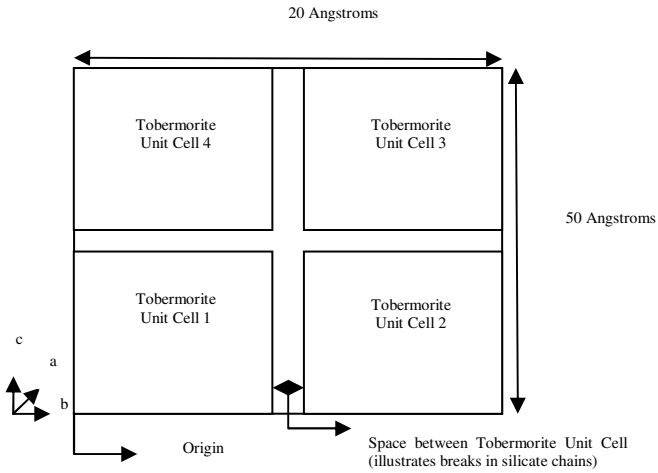 20 Angstroms
Tobermorite
Unit Cell 4
Tobermorite
Unit Cell 3
50 Angstroms
Tobermorite
Unit Cell 1
Tobermorite
Unit Cell 2
c
a
b
Origin
Space between Tobermorite Unit Cell
(illustrates breaks in silicate chains)